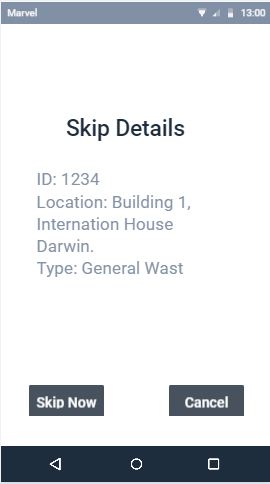 Marvel
13:00
Skip Details
ID: 1234
Location: Building 1,
Internation House
Darwin.
Type: General Wast
Skip Now
Cancel